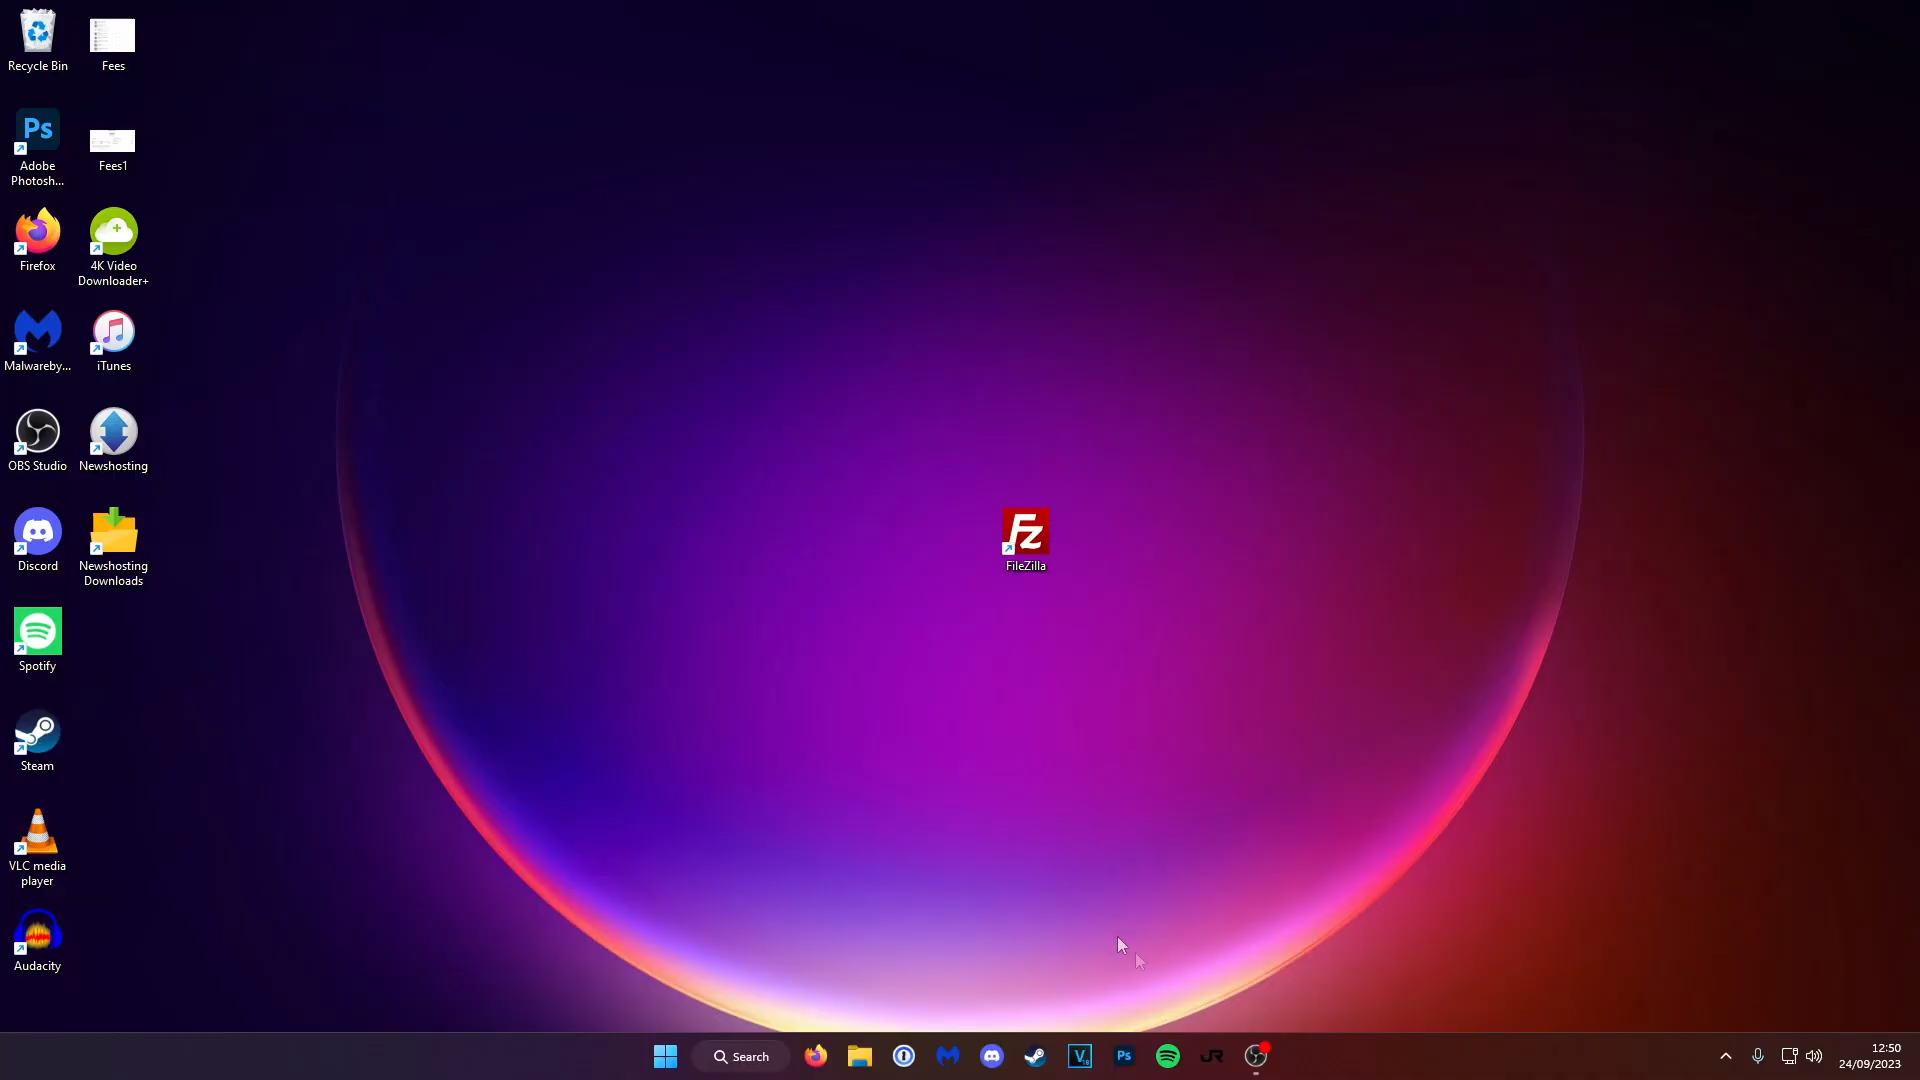 Recycle Bin
Fees
Ps
Adobe
Photosh...
Fees1
Firefox
4K Video
Downloader+
Malwareby...
iTunes
OBS Studio
Newshosting
Fz
FileZilla
Discord
Newshosting
Downloads
Spotify
Steam
VLC media
player
Audacity
Search
V
Ps
JR
12:50
24/09/2023